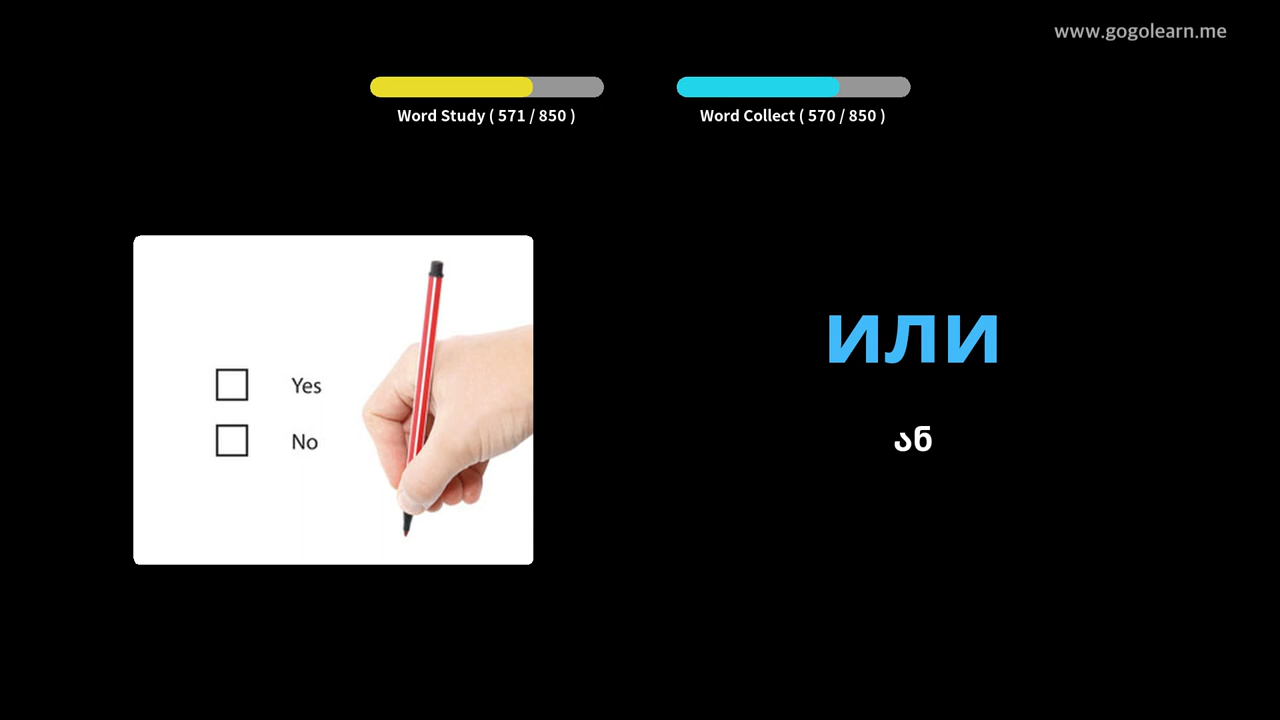 www.gogolearn.me
Word Study ( 571 / 850 )
Word Collect ( 570 / 850 )
Yes
No
или
ან